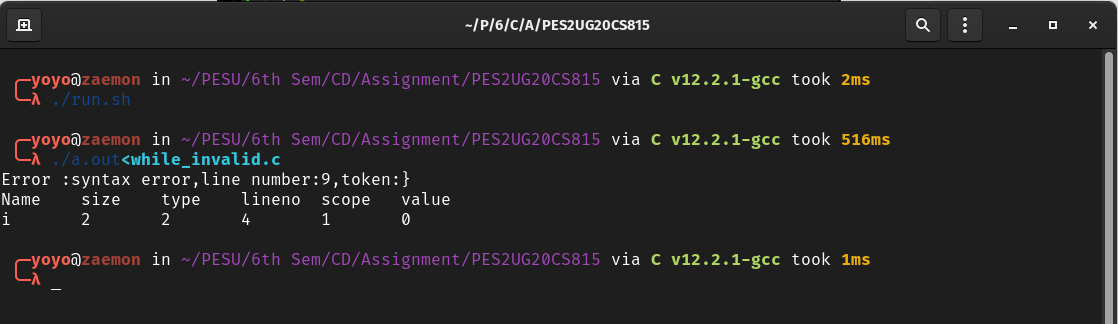 ~/P/6/C/A/PES2UG20CS815
yoyo@zaemon in ~/PESU/6th Sem/CD/Assignment/PES2UG20CS815 via C v12.2.1-gcc took 2ms
λ ./run.sh
yoyo@zaemon in ~/PESU/6th Sem/CD/Assignment/PES2UG20CS815 via C v12.2.1-gcc took 516ms
λ ./a.out<while_invalid.c
Error :syntax error,line number:9,token:}
Name size type lineno scope value
i 2 2 4 1 0
yoyo@zaemon in ~/PESU/6th Sem/CD/Assignment/PES2UG20CS815 via C v12.2.1-gcc took 1ms
λ _